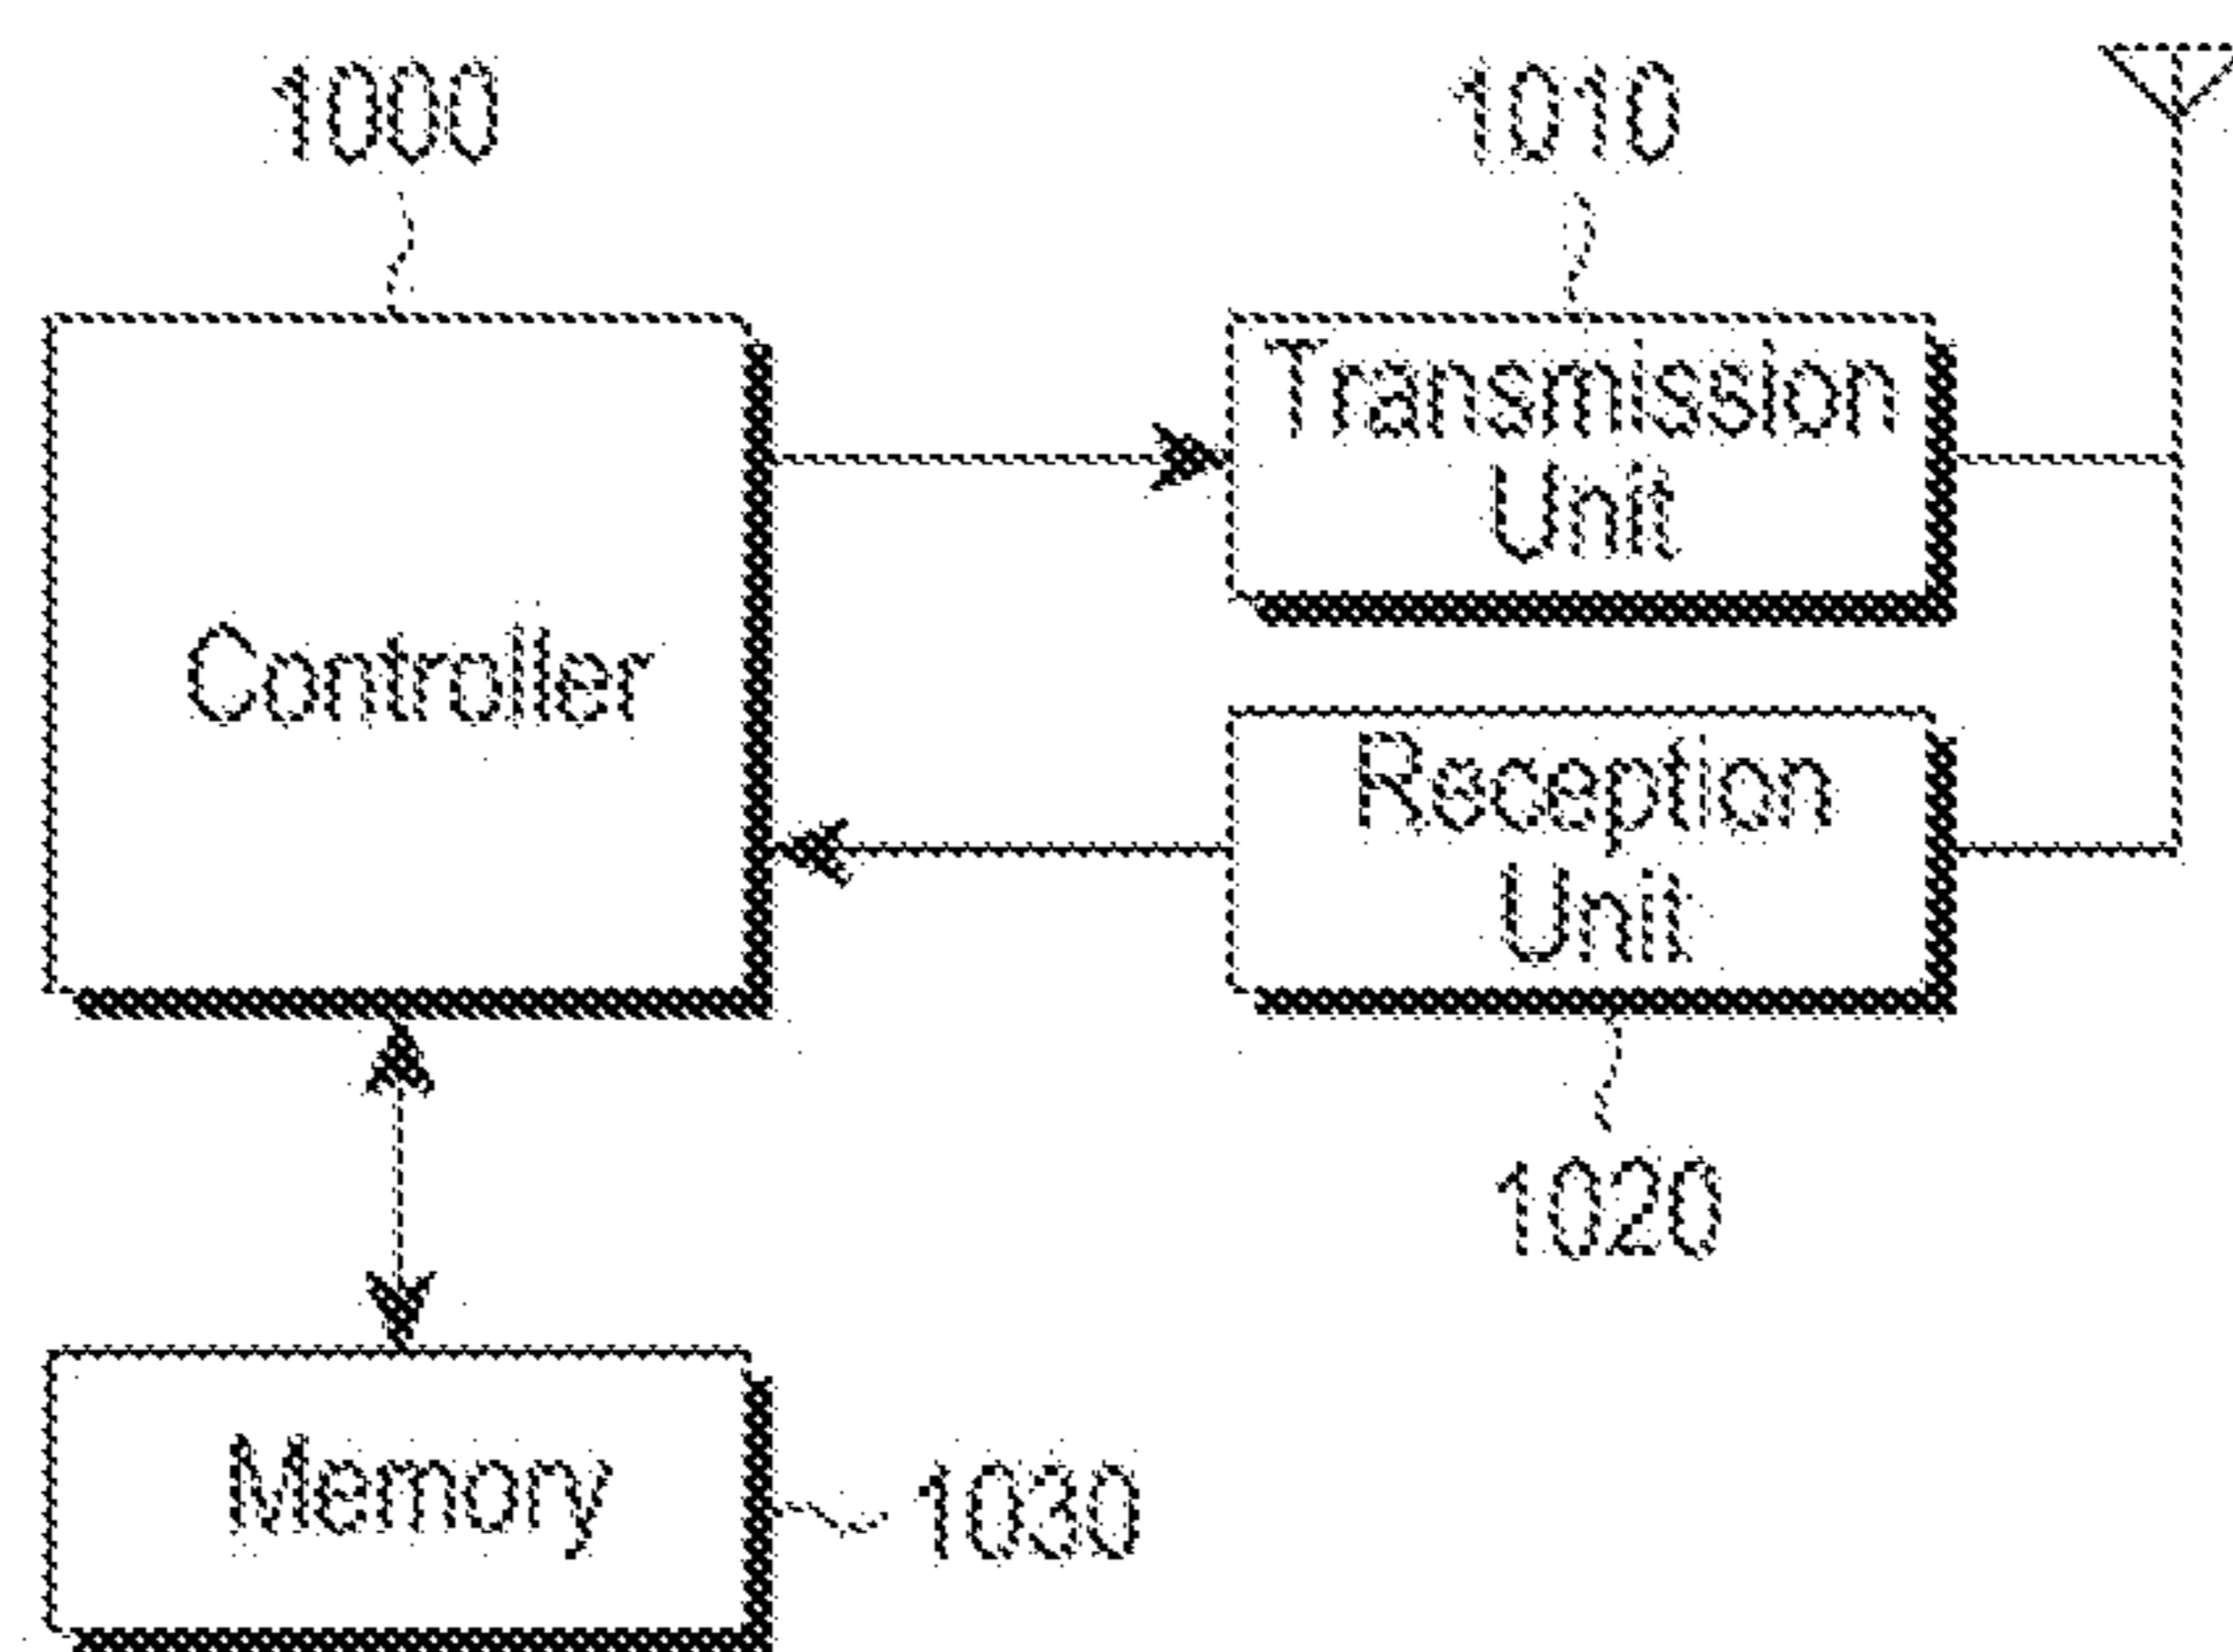 1000
1010
Transmission
Unit
Controller
Reception
Unit
1020
Memory
1030